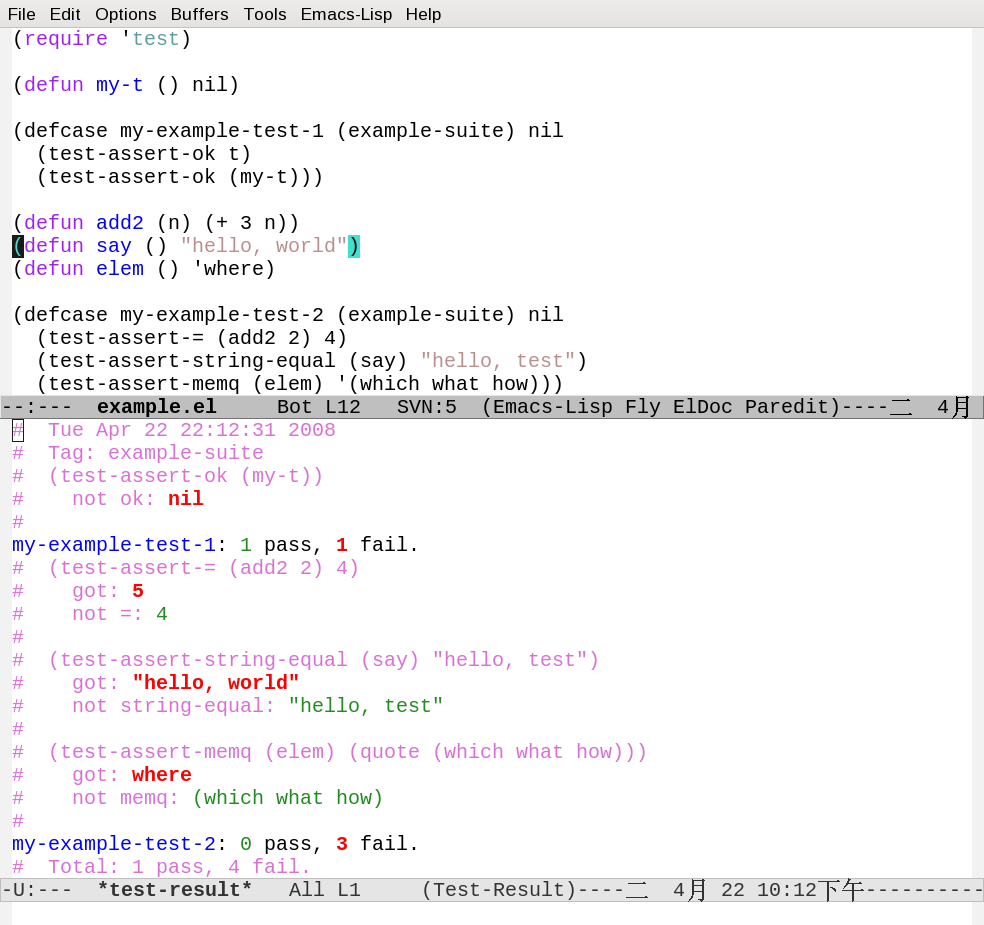 File Edit Options Buffers Tools Emacs-Lisp Help
(require 'test)
(defun my-t () nil)
(defcase my-example-test-1 (example-suite) nil
  (test-assert-ok t)
  (test-assert-ok (my-t)))
(defun add2 (n) (+ 3 n))
(defun say () "hello, world")
(defun elem () 'where)
(defcase my-example-test-2 (example-suite) nil
  (test-assert-= (add2 2) 4)
  (test-assert-string-equal (say) "hello, test")
  (test-assert-memq (elem) '(which what how)))
--:---  example.el     Bot L12   SVN:5  (Emacs-Lisp Fly ElDoc Paredit)----二  4月
#  Tue Apr 22 22:12:31 2008
#  Tag: example-suite
#  (test-assert-ok (my-t))
#    not ok: nil
#
my-example-test-1: 1 pass, 1 fail.
#  (test-assert-= (add2 2) 4)
#    got: 5
#    not =: 4
#
#  (test-assert-string-equal (say) "hello, test")
#    got: "hello, world"
#    not string-equal: "hello, test"
#
#  (test-assert-memq (elem) (quote (which what how)))
#    got: where
#    not memq: (which what how)
#
my-example-test-2: 0 pass, 3 fail.
#  Total: 1 pass, 4 fail.
-U:---  *test-result*   All L1     (Test-Result)----二  4月 22 10:12下午----------